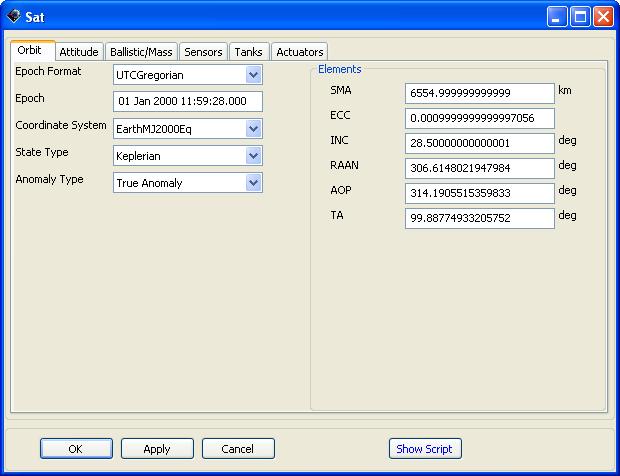 Sat
Orbit Attitude Ballistic/Mass Sensors Tanks Actuators
Epoch Format UTCGregorian
Epoch 01 Jan 2000 11:59:28.000
Coordinate System EarthMJ2000Eq
State Type Keplerian
Anomaly Type True Anomaly
Elements
SMA 6554.999999999999 km
ECC 0.0009999999999997056
INC 28.50000000000001 deg
RAAN 306.6148021947984 deg
AOP 314.1905515359833 deg
TA 99.88774933205752 deg
OK Apply Cancel Show Script